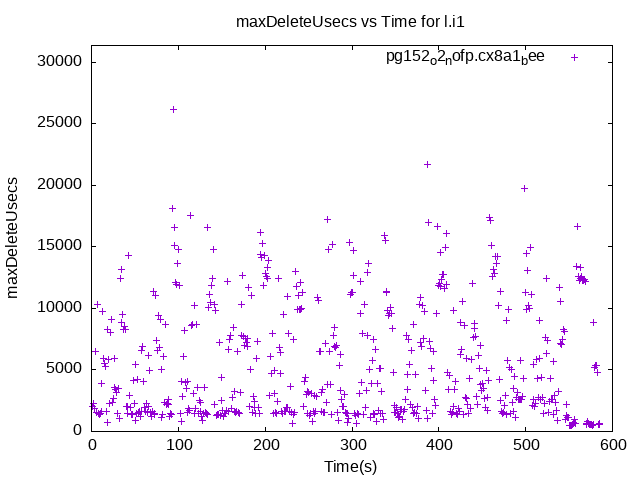 maxDeleteUsecs vs Time for l.i1
pg152o2nofp.cx8a1bee
30000
25000
20000
15000
10000
5000
0
maxDeleteUsecs
0 100 200 300 400 500 600
Time(s)